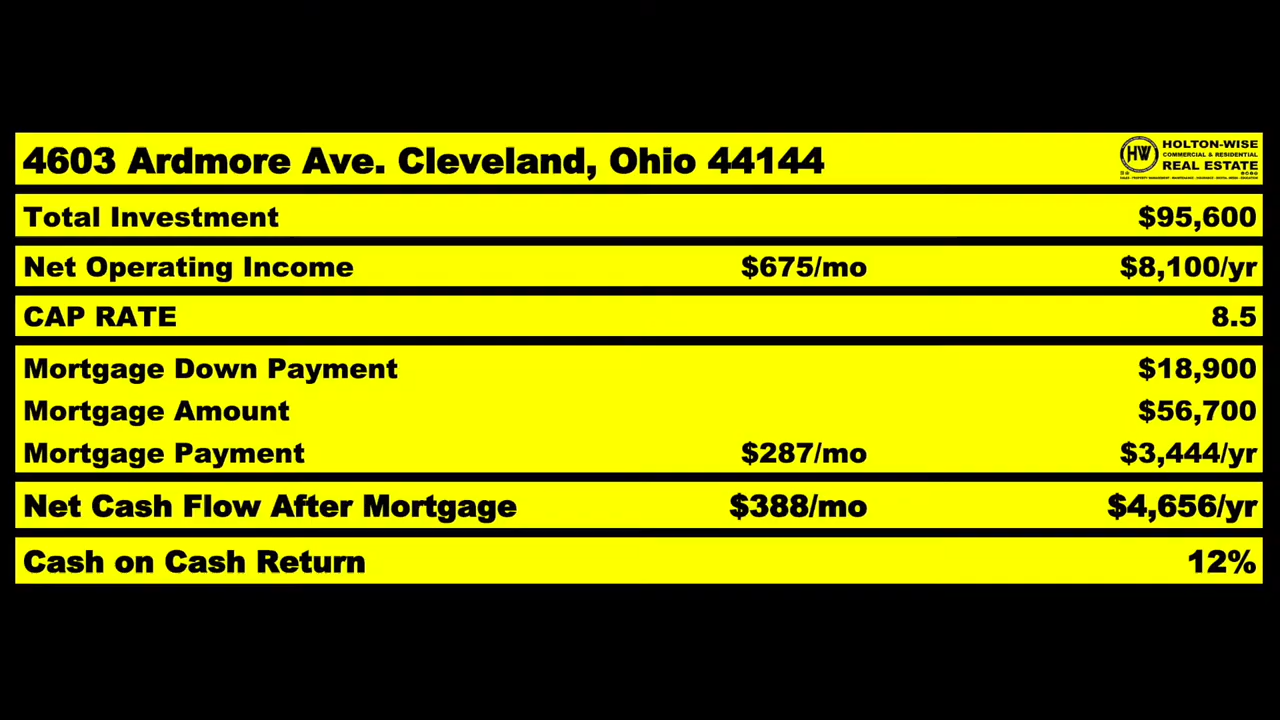 4603 Ardmore Ave. Cleveland, Ohio 44144
HW
HOLTON-WISE
COMMERCIAL & RESIDENTIAL
REAL ESTATE
Total Investment $95,600
Net Operating Income $675/mo $8,100/yr
CAP RATE 8.5
Mortgage Down Payment $18,900
Mortgage Amount $56,700
Mortgage Payment $287/mo $3,444/yr
Net Cash Flow After Mortgage $388/mo $4,656/yr
Cash on Cash Return 12%